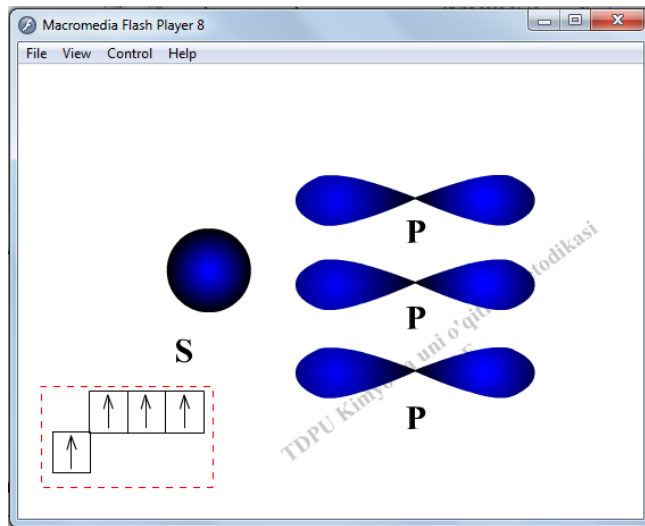 Macromedia Flash Player 8
File View Control Help
P
P
S
P
TDPU Kimyo uni o'qit todikasi